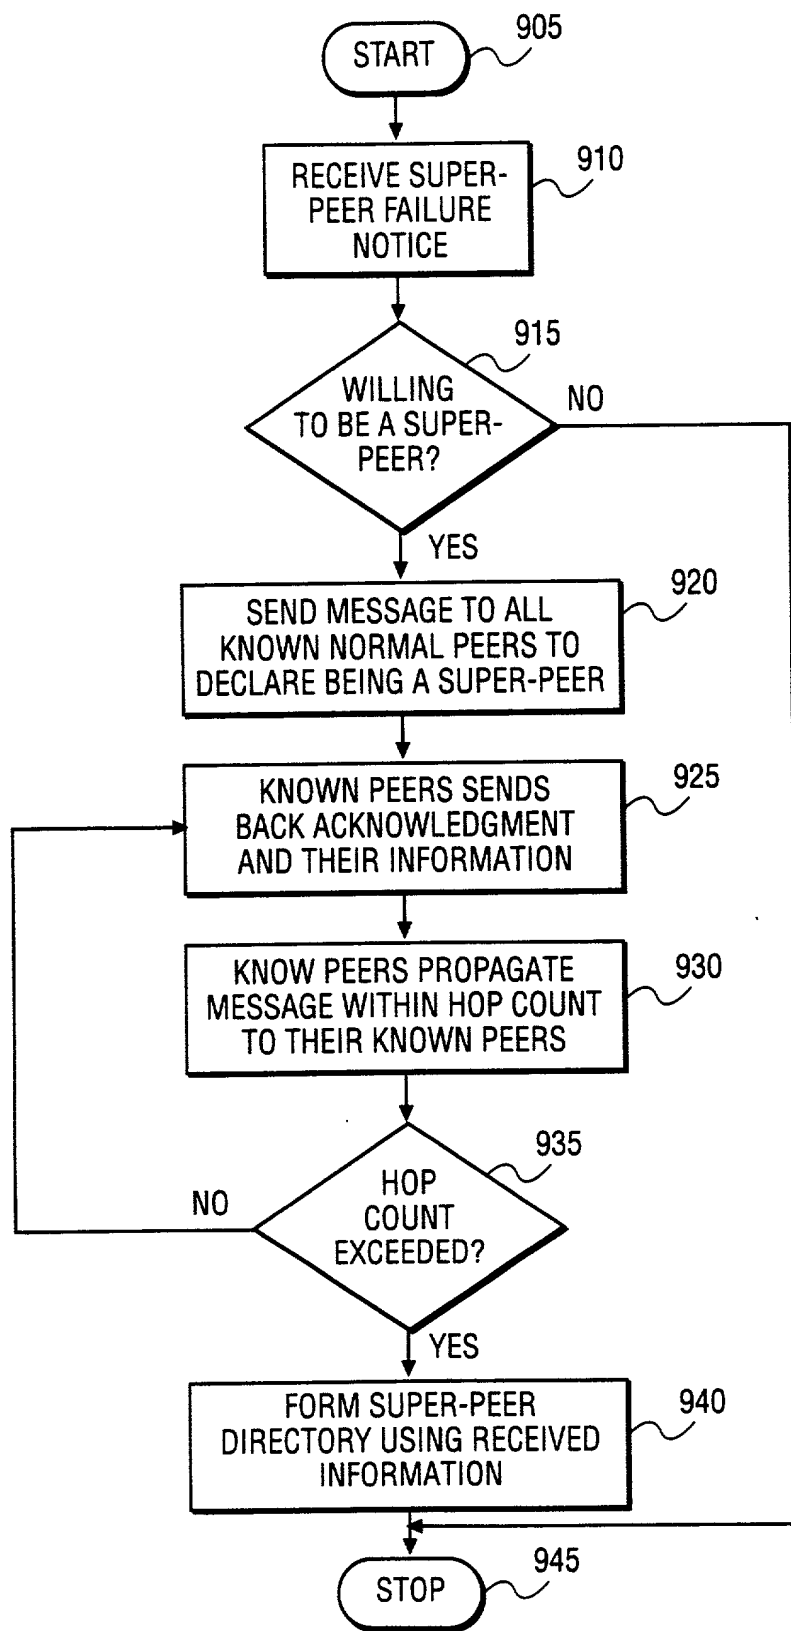 START
905
RECEIVE SUPER-
PEER FAILURE
NOTICE
910
WILLING
TO BE A SUPER-
PEER?
915
NO
YES
SEND MESSAGE TO ALL
KNOWN NORMAL PEERS TO
DECLARE BEING A SUPER-PEER
920
KNOWN PEERS SENDS
BACK ACKNOWLEDGMENT
AND THEIR INFORMATION
925
KNOW PEERS PROPAGATE
MESSAGE WITHIN HOP COUNT
TO THEIR KNOWN PEERS
930
HOP
COUNT
EXCEEDED?
935
NO
YES
FORM SUPER-PEER
DIRECTORY USING RECEIVED
INFORMATION
940
STOP
945